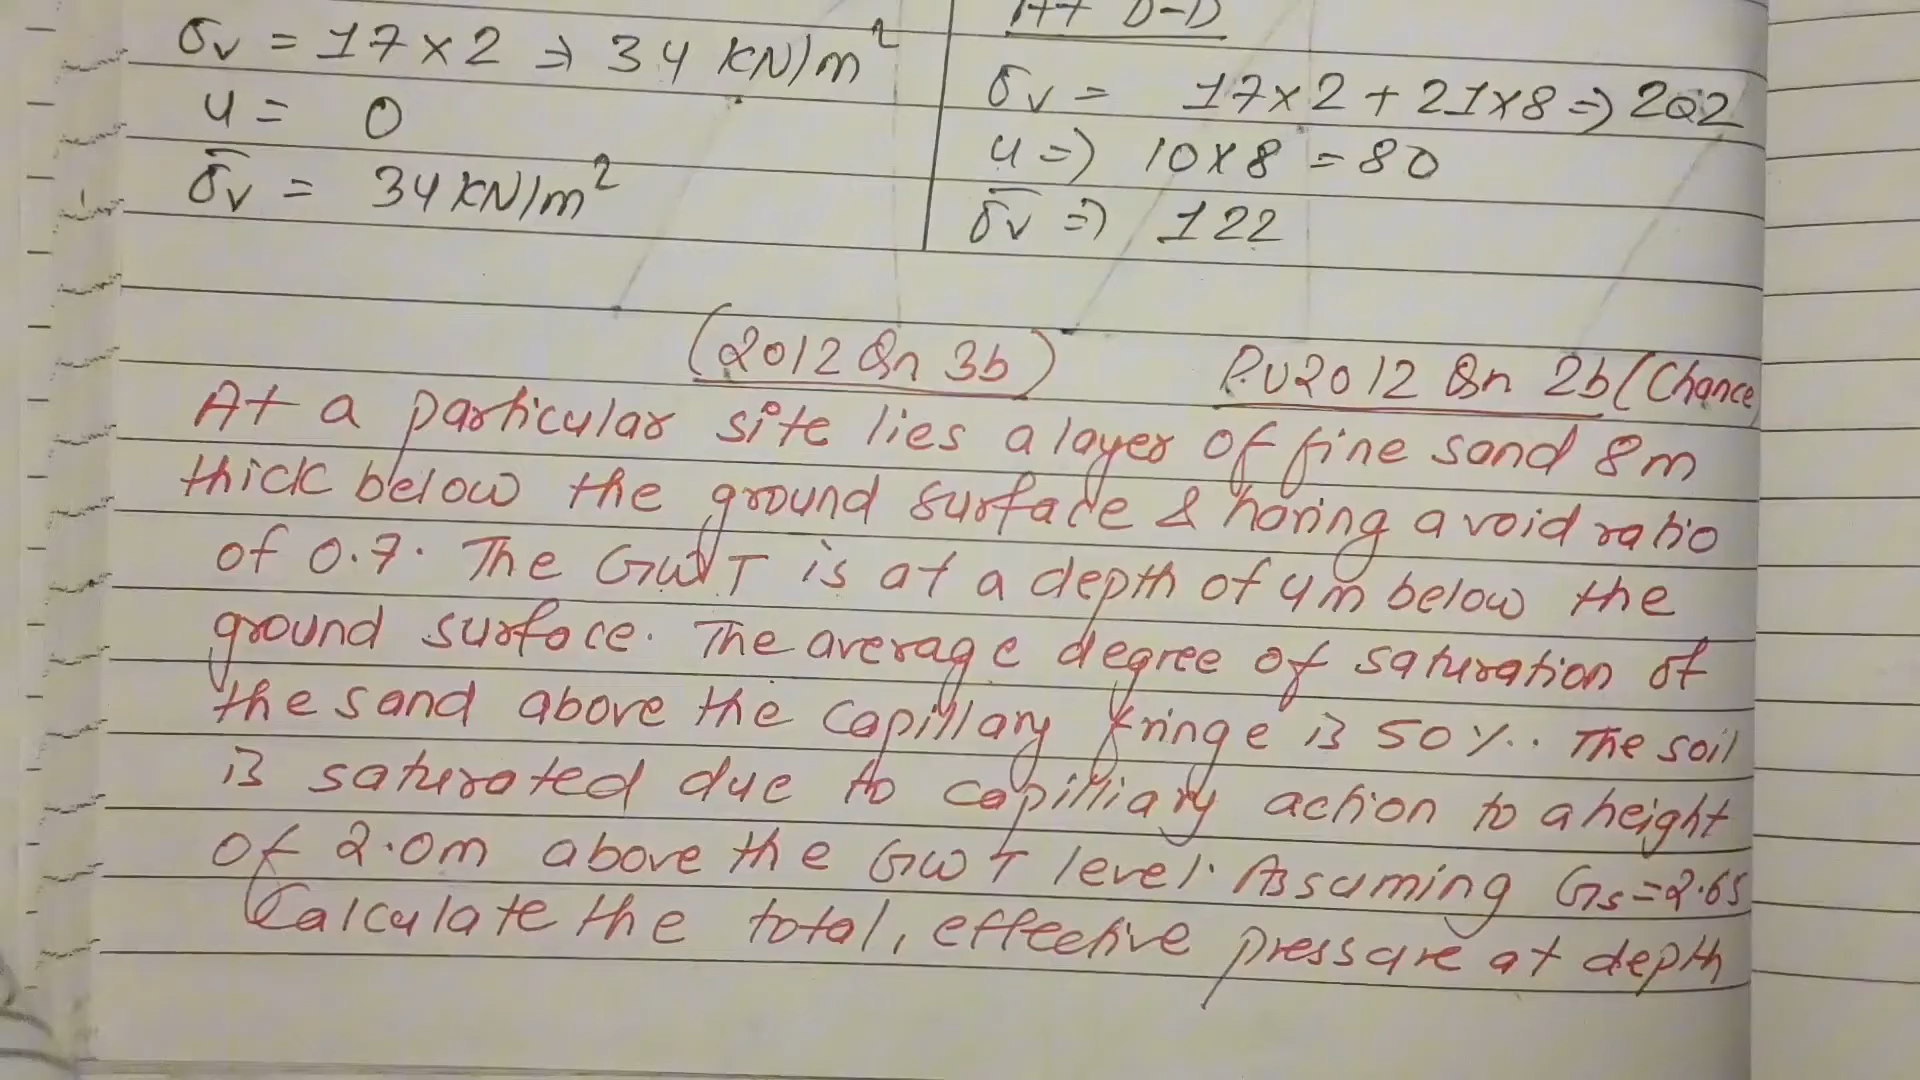 σv = 17×2 ⇒ 34 KN/m²
u = 0
σ̄v = 34 KN/m²
At D-D
σv = 17×2 + 21×8 ⇒ 202
u ⇒ 10×8 = 80
σ̄v ⇒ 122
(2012 Qn 3b) P.U 2012 Qn 2b (Chance)
At a particular site lies a layer of fine sand 8m
thick below the ground surface & having a void ratio
of 0.7. The GWT is at a depth of 4m below the
ground surface. The average degree of saturation of
the sand above the capillary fringe is 50%. The soil
is saturated due to capilliary action to a height
of 2.0m above the GWT level. Assuming Gs=2.65
Calculate the total, effective pressure at depth